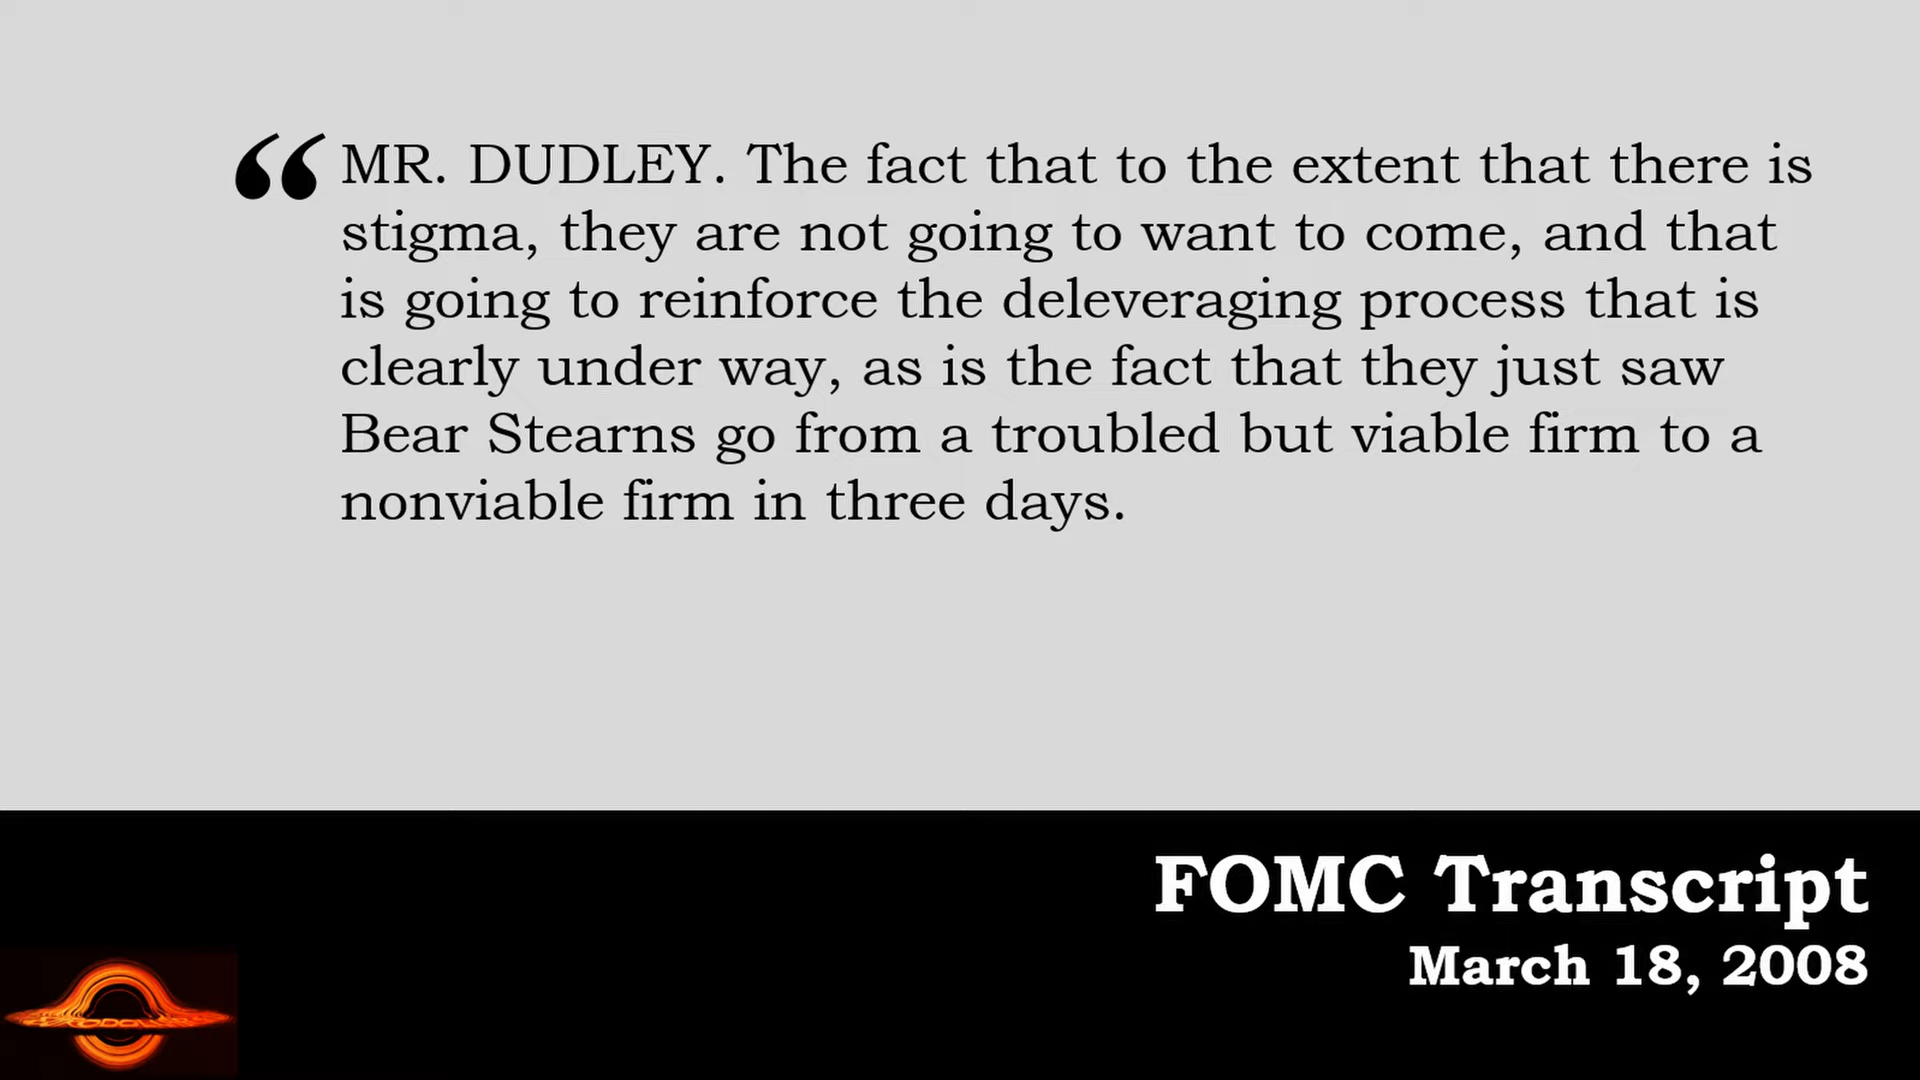 “MR. DUDLEY. The fact that to the extent that there is
stigma, they are not going to want to come, and that
is going to reinforce the deleveraging process that is
clearly under way, as is the fact that they just saw
Bear Stearns go from a troubled but viable firm to a
nonviable firm in three days.
FOMC Transcript
March 18, 2008